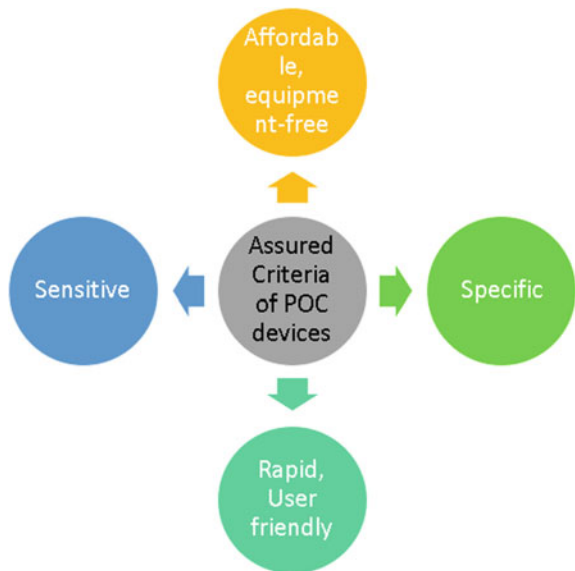 Affordab
le,
equipme
nt-free
Sensitive
Assured
Criteria
of POC
devices
Specific
Rapid,
User
friendly